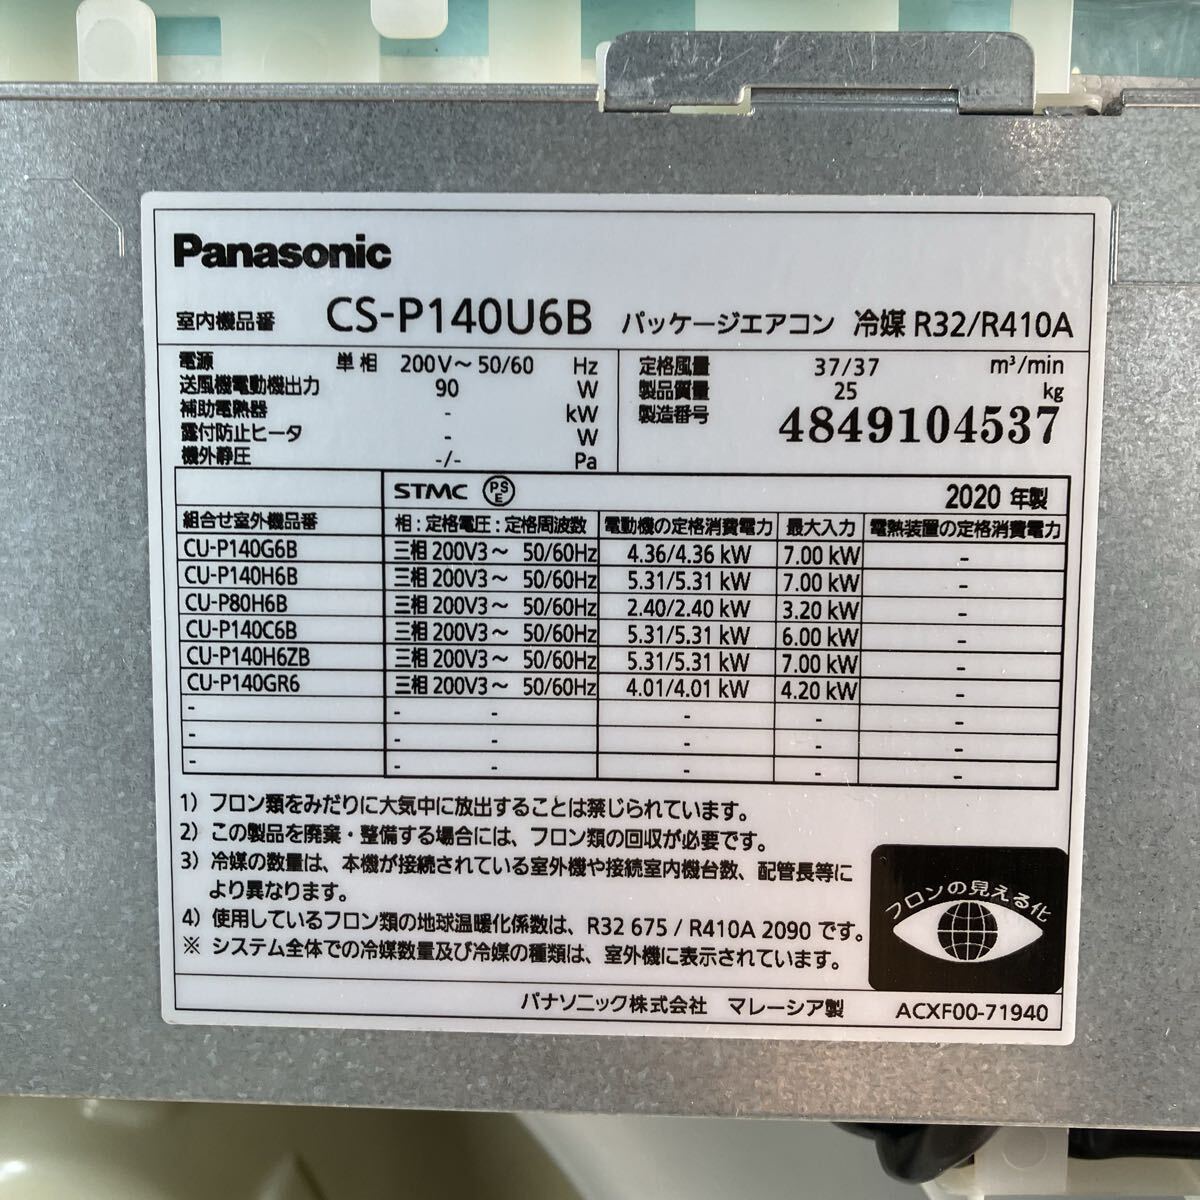 Panasonic
室内機品番 CS-P140U6B パッケージエアコン 冷媒 R32/R410A
電源 単相 200V～50/60 Hz
送風機電動機出力 90 W
補助電熱器 - kW
露付防止ヒータ - W
機外静圧 -/- Pa
定格風量 37/37 m³/min
製品質量 25 kg
製造番号 4849104537
STMC PSE 2020 年製
組合せ室外機品番 相：定格電圧：定格周波数 電動機の定格消費電力 最大入力 電熱装置の定格消費電力
CU-P140G6B 三相 200V3～ 50/60Hz 4.36/4.36 kW 7.00 kW -
CU-P140H6B 三相 200V3～ 50/60Hz 5.31/5.31 kW 7.00 kW -
CU-P80H6B 三相 200V3～ 50/60Hz 2.40/2.40 kW 3.20 kW -
CU-P140C6B 三相 200V3～ 50/60Hz 5.31/5.31 kW 6.00 kW -
CU-P140H6ZB 三相 200V3～ 50/60Hz 5.31/5.31 kW 7.00 kW -
CU-P140GR6 三相 200V3～ 50/60Hz 4.01/4.01 kW 4.20 kW -
- - - - - -
- - - - - -
- - - - - -
1）フロン類をみだりに大気中に放出することは禁じられています。
2）この製品を廃棄・整備する場合には、フロン類の回収が必要です。
3）冷媒の数量は、本機が接続されている室外機や接続室内機台数、配管長等に
より異なります。
4）使用しているフロン類の地球温暖化係数は、R32 675 / R410A 2090 です。
※ システム全体での冷媒数量及び冷媒の種類は、室外機に表示されています。
フロンの見える化
パナソニック株式会社 マレーシア製 ACXF00-71940